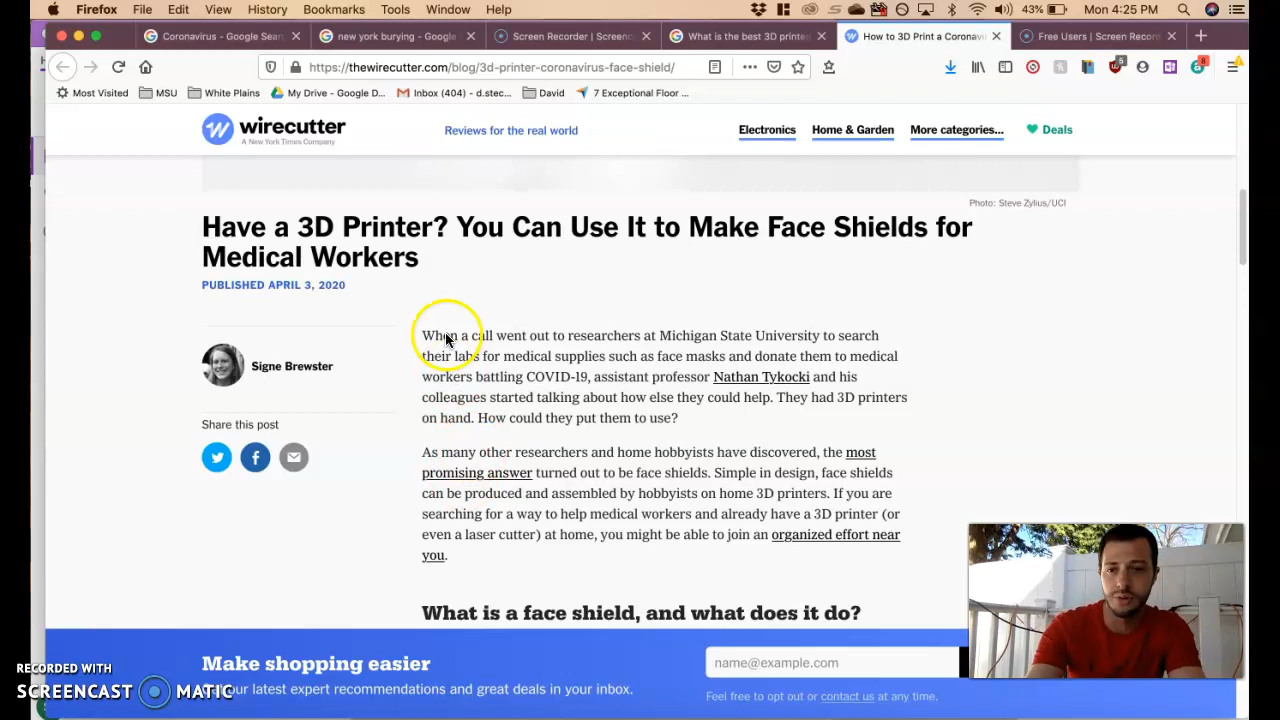 Firefox File Edit View History Bookmarks Tools Window Help 43% Mon 4:25 PM
Coronavirus - Google Sear
new york burying - Google
Screen Recorder | Screenc
What is the best 3D printe
How to 3D Print a Coronav
Free Users | Screen Recor
https://thewirecutter.com/blog/3d-printer-coronavirus-face-shield/
5
8
Most Visited MSU White Plains My Drive - Google D... Inbox (404) - d.stec... David 7 Exceptional Floor ...
wirecutter
A New York Times Company
Reviews for the real world
Electronics Home & Garden More categories... Deals
Photo: Steve Zylius/UCI
Have a 3D Printer? You Can Use It to Make Face Shields for
Medical Workers
PUBLISHED APRIL 3, 2020
Signe Brewster
Share this post
When a call went out to researchers at Michigan State University to search
their labs for medical supplies such as face masks and donate them to medical
workers battling COVID-19, assistant professor Nathan Tykocki and his
colleagues started talking about how else they could help. They had 3D printers
on hand. How could they put them to use?
As many other researchers and home hobbyists have discovered, the most
promising answer turned out to be face shields. Simple in design, face shields
can be produced and assembled by hobbyists on home 3D printers. If you are
searching for a way to help medical workers and already have a 3D printer (or
even a laser cutter) at home, you might be able to join an organized effort near
you.
What is a face shield, and what does it do?
Make shopping easier
our latest expert recommendations and great deals in your inbox.
name@example.com
Feel free to opt out or contact us at any time.
RECORDED WITH
SCREENCAST MATIC